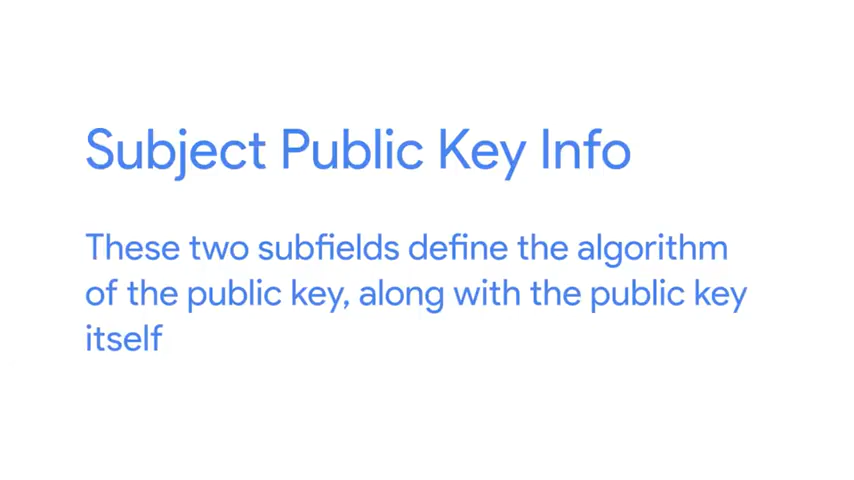 Subject Public Key Info
These two subfields define the algorithm
of the public key, along with the public key
itself